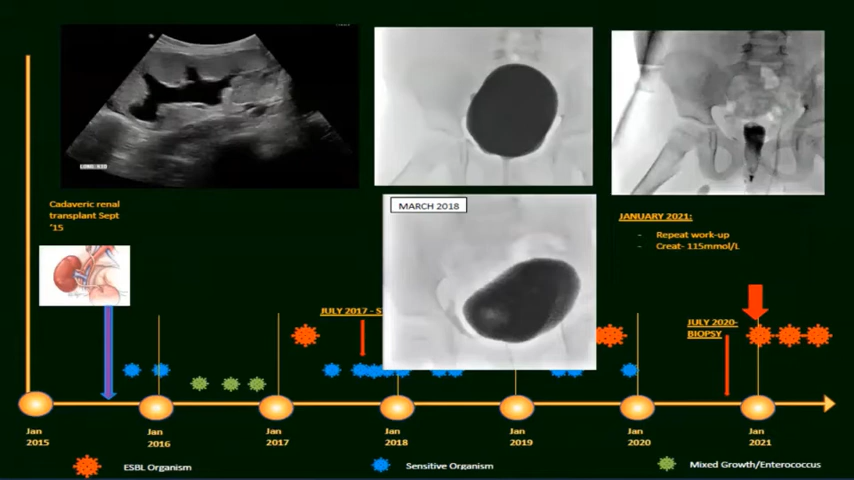 Cadaveric renal
transplant Sept
'15
MARCH 2018
JANUARY 2021:
- Repeat work-up
- Creat- 115mmol/L
JULY 2017 - S
JULY 2020-
BIOPSY
Jan
2015
Jan
2016
Jan
2017
Jan
2018
Jan
2019
Jan
2020
Jan
2021
ESBL Organism
Sensitive Organism
Mixed Growth/Enterococcus